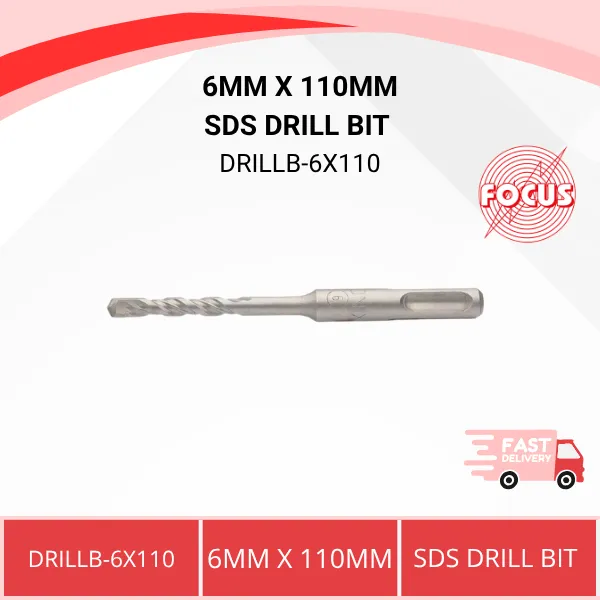 6MM X 110MM
SDS DRILL BIT
DRILLB-6X110
FOCUS
FAST
DELIVERY
DRILLB-6X110
6MM X 110MM
SDS DRILL BIT